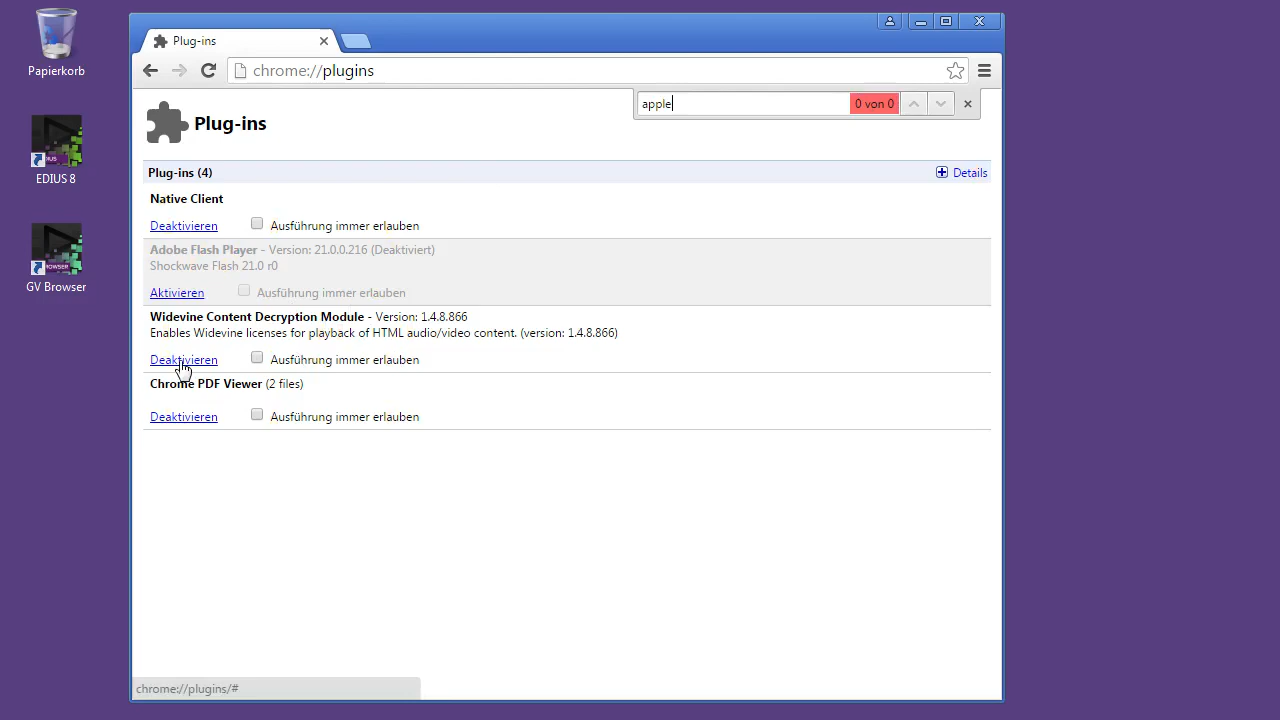 Papierkorb
EDIUS 8
GV Browser
Plug-ins
chrome://plugins
apple
0 von 0
Plug-ins
Plug-ins (4)
Details
Native Client
Deaktivieren
Ausführung immer erlauben
Adobe Flash Player - Version: 21.0.0.216 (Deaktiviert)
Shockwave Flash 21.0 r0
Aktivieren
Ausführung immer erlauben
Widevine Content Decryption Module - Version: 1.4.8.866
Enables Widevine licenses for playback of HTML audio/video content. (version: 1.4.8.866)
Deaktivieren
Ausführung immer erlauben
Chrome PDF Viewer (2 files)
Deaktivieren
Ausführung immer erlauben
chrome://plugins/#